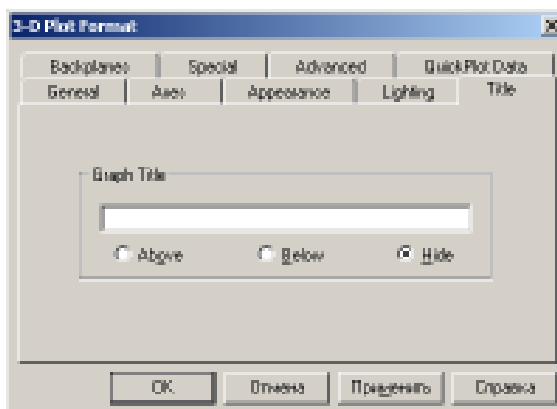 3-D Plot Format
Backplanes Special Advanced QuickPlot Data
General Axes Appearance Lighting Title
Graph Title
Above Below Hide
OK Отмена Применить Справка